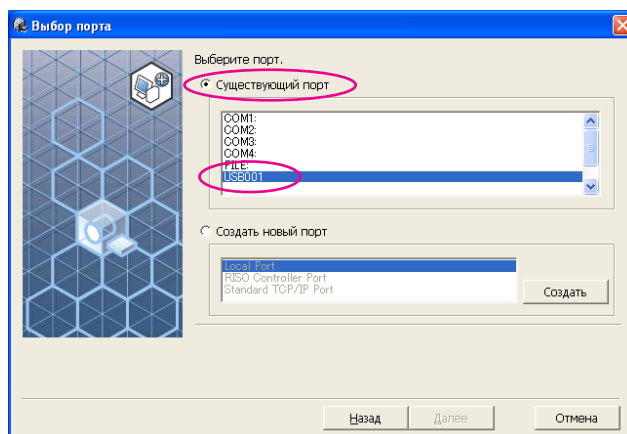 Выбор порта
Выберите порт.
Существующий порт
COM1:
COM2:
COM3:
COM4:
FILE:
USB001
Создать новый порт
Local Port
RISO Controller Port
Standard TCP/IP Port
Создать
Назад
Далее
Отмена